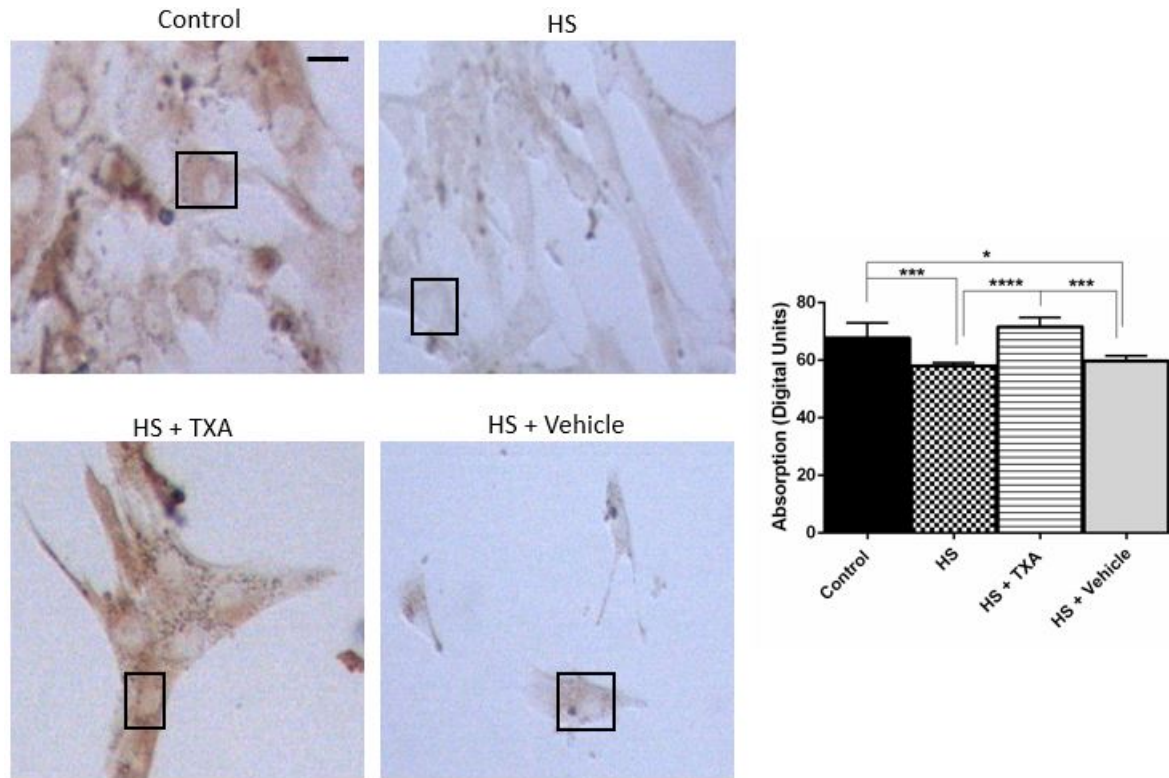 Control
HS
HS + TXA
HS + Vehicle
*
***
****
***
Absorption (Digital Units)
80
60
40
20
0
Control
HS
HS + TXA
HS + Vehicle